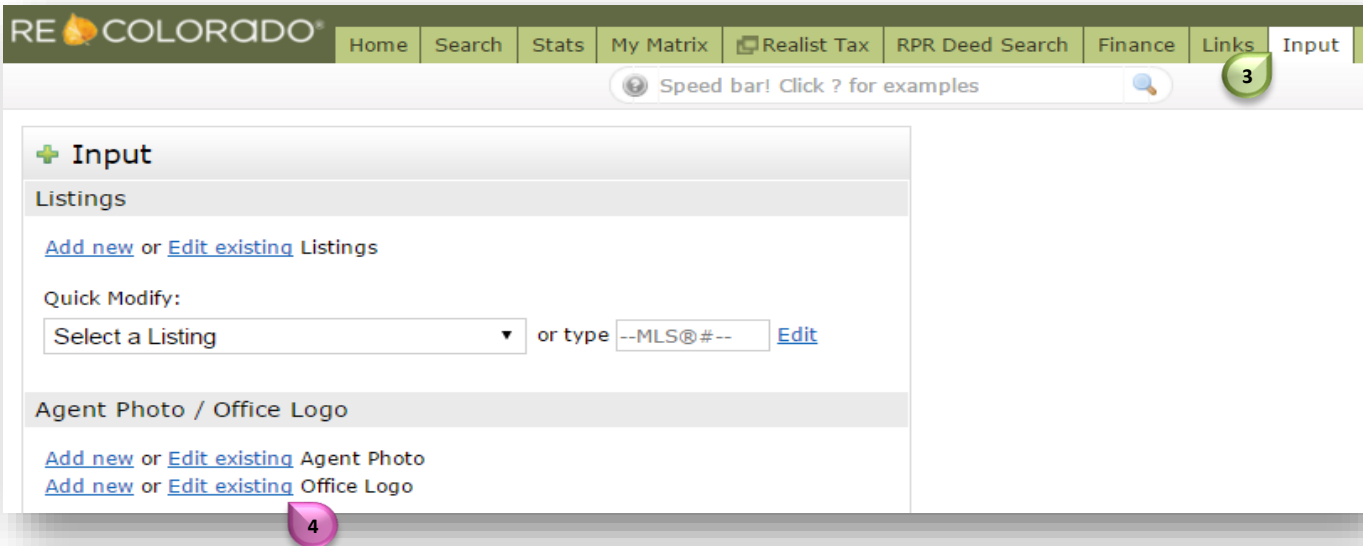 RE COLORADO®
Home Search Stats My Matrix Realist Tax RPR Deed Search Finance Links Input
? Speed bar! Click ? for examples
3
Input
Listings
Add new or Edit existing Listings
Quick Modify:
Select a Listing or type --MLS®#-- Edit
Agent Photo / Office Logo
Add new or Edit existing Agent Photo
Add new or Edit existing Office Logo
4